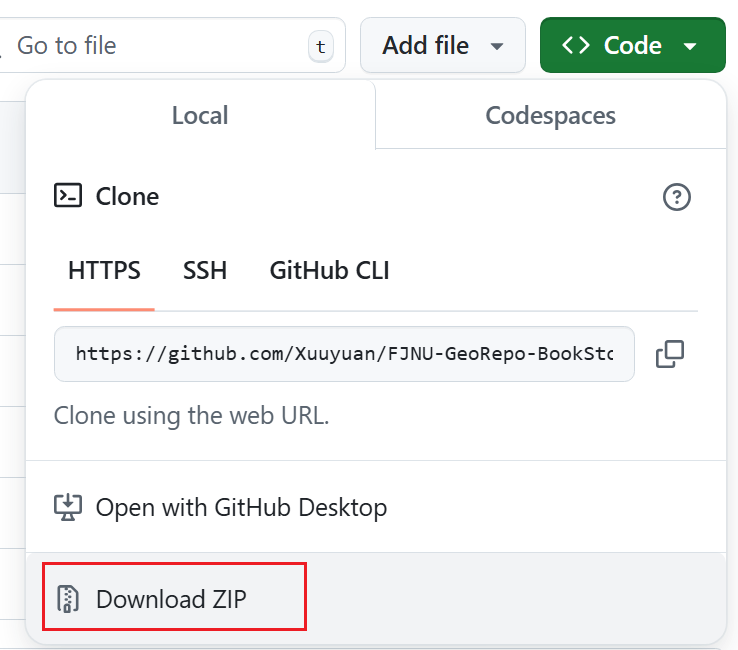 Go to file
t
Add file
Code
Local
Codespaces
Clone
HTTPS
SSH
GitHub CLI
https://github.com/Xuuyuan/FJNU-GeoRepo-BookSto
Clone using the web URL.
Open with GitHub Desktop
Download ZIP